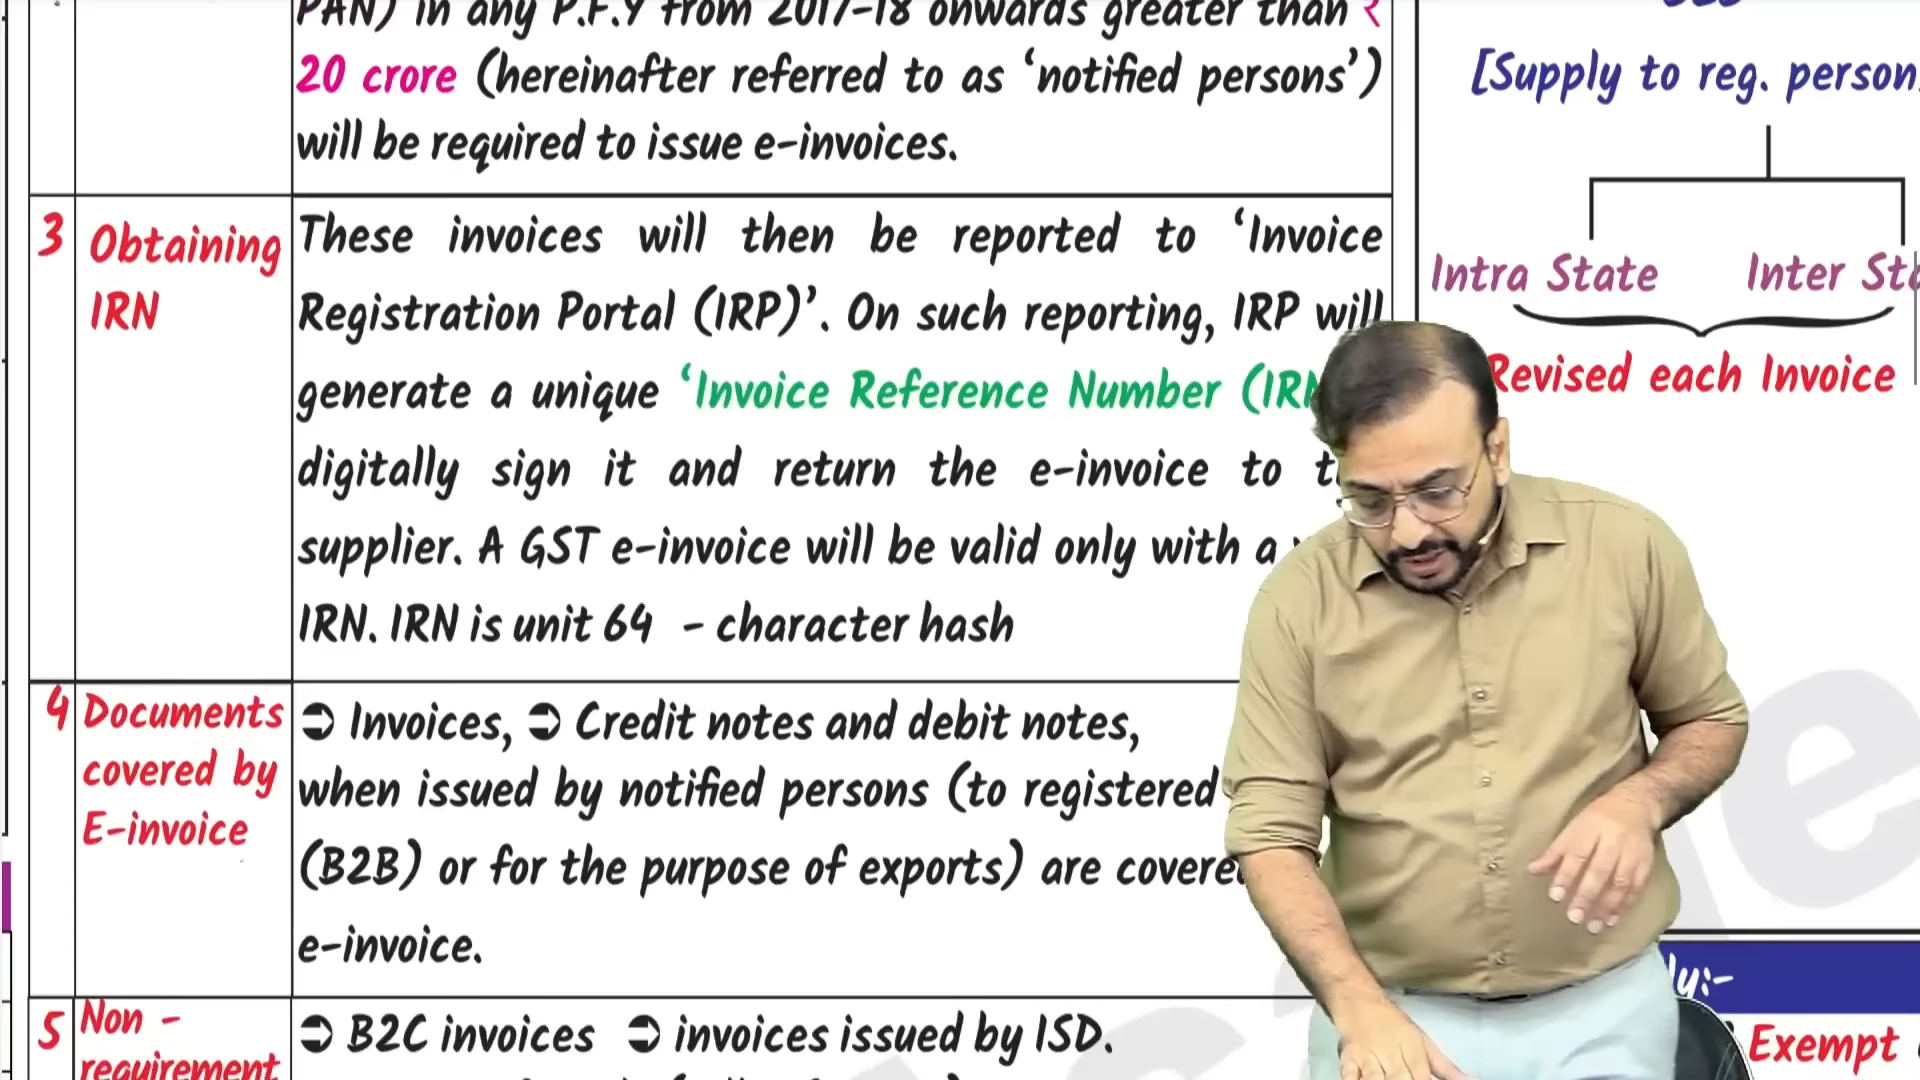 PAN) in any P.F.Y from 2017-18 onwards greater than ₹
20 crore (hereinafter referred to as ‘notified persons’)
will be required to issue e-invoices.
3 Obtaining IRN
These invoices will then be reported to ‘Invoice
Registration Portal (IRP)’. On such reporting, IRP will
generate a unique ‘Invoice Reference Number (IRN
digitally sign it and return the e-invoice to
supplier. A GST e-invoice will be valid only with a
IRN. IRN is unit 64 - character hash
4 Documents covered by E-invoice
➲ Invoices, ➲ Credit notes and debit notes,
when issued by notified persons (to registered
(B2B) or for the purpose of exports) are
e-invoice.
5 Non - requirement
➲ B2C invoices ➲ invoices issued by ISD.
[Supply to reg. person
Intra State Inter
Revised each Invoice
Exempt